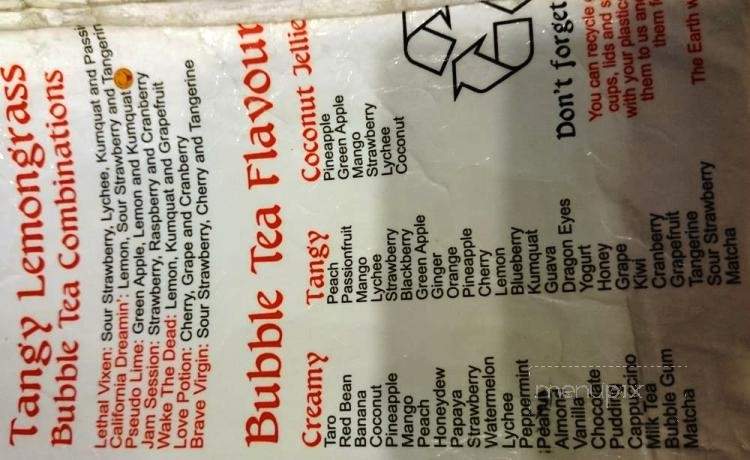 Tangy Lemongrass
Bubble Tea Combinations
Lethal Vixen: Sour Strawberry, Lychee, Kumquat and
California Dreamin': Lemon, Sour Strawberry and
Pseudo Lime: Green Apple, Lemon and Kumquat
Jam Session: Strawberry, Raspberry and Cranberry
Wake The Dead: Lemon, Kumquat and Grapefruit
Love Potion: Cherry, Grape and Cranberry
Brave Virgin: Sour Strawberry, Cherry and Tangerine
Bubble Tea Flavour
Creamy
Taro
Red Bean
Banana
Coconut
Pineapple
Mango
Peach
Honeydew
Papaya
Strawberry
Watermelon
Lychee
Peppermint
Peanut
Almond
Vanilla
Chocolate
Pudding
Cappuccino
Milk Tea
Bubble Gum
Matcha
Tangy
Peach
Passionfruit
Mango
Lychee
Strawberry
Blackberry
Green Apple
Ginger
Orange
Pineapple
Cherry
Lemon
Blueberry
Kumquat
Guava
Dragon Eyes
Yogurt
Honey
Grape
Kiwi
Cranberry
Grapefruit
Tangerine
Sour Strawberry
Matcha
Coconut Jellie
Pineapple
Green Apple
Mango
Strawberry
Lychee
Coconut
Don't forget
You can recycle
cups, lids and
with your plastic
them to us and
them
The Earth
menupix